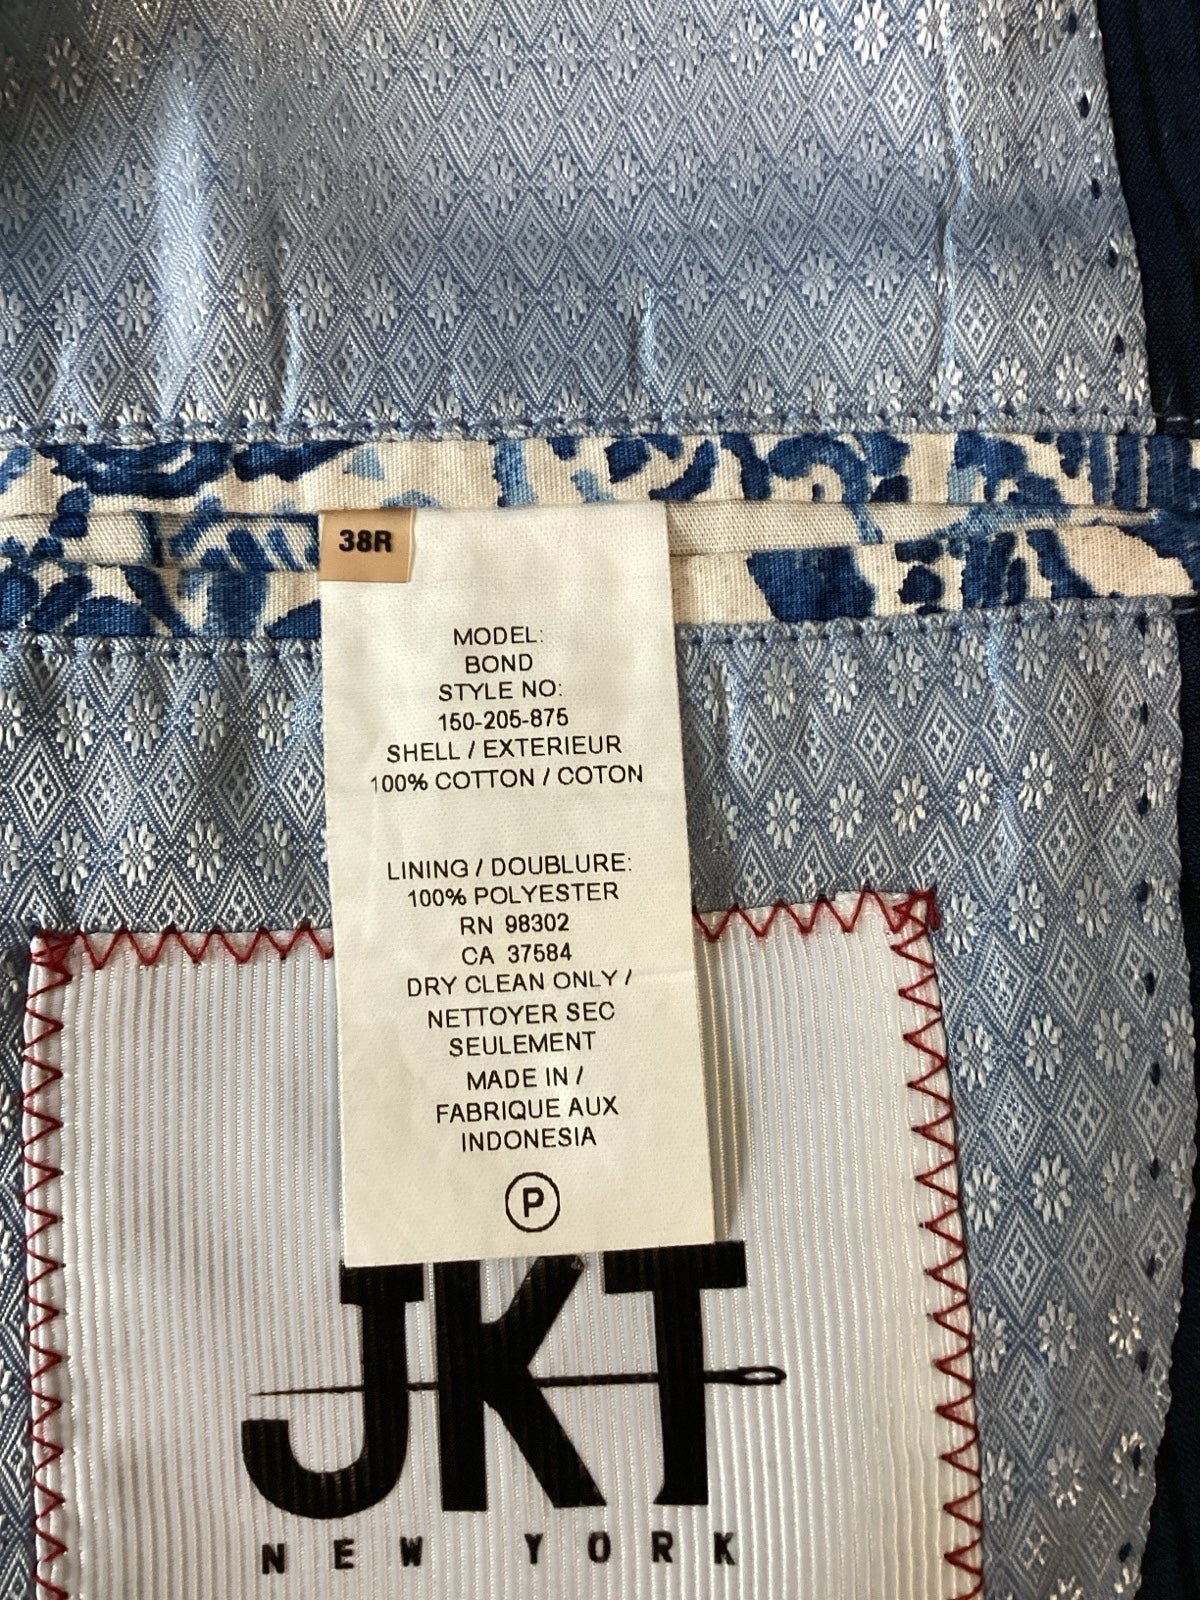 38R
MODEL:
BOND
STYLE NO:
150-205-875
SHELL / EXTERIEUR
100% COTTON / COTON
LINING / DOUBLURE:
100% POLYESTER
RN 98302
CA 37584
DRY CLEAN ONLY /
NETTOYER SEC
SEULEMENT
MADE IN /
FABRIQUE AUX
INDONESIA
P
JKT
NEW YORK